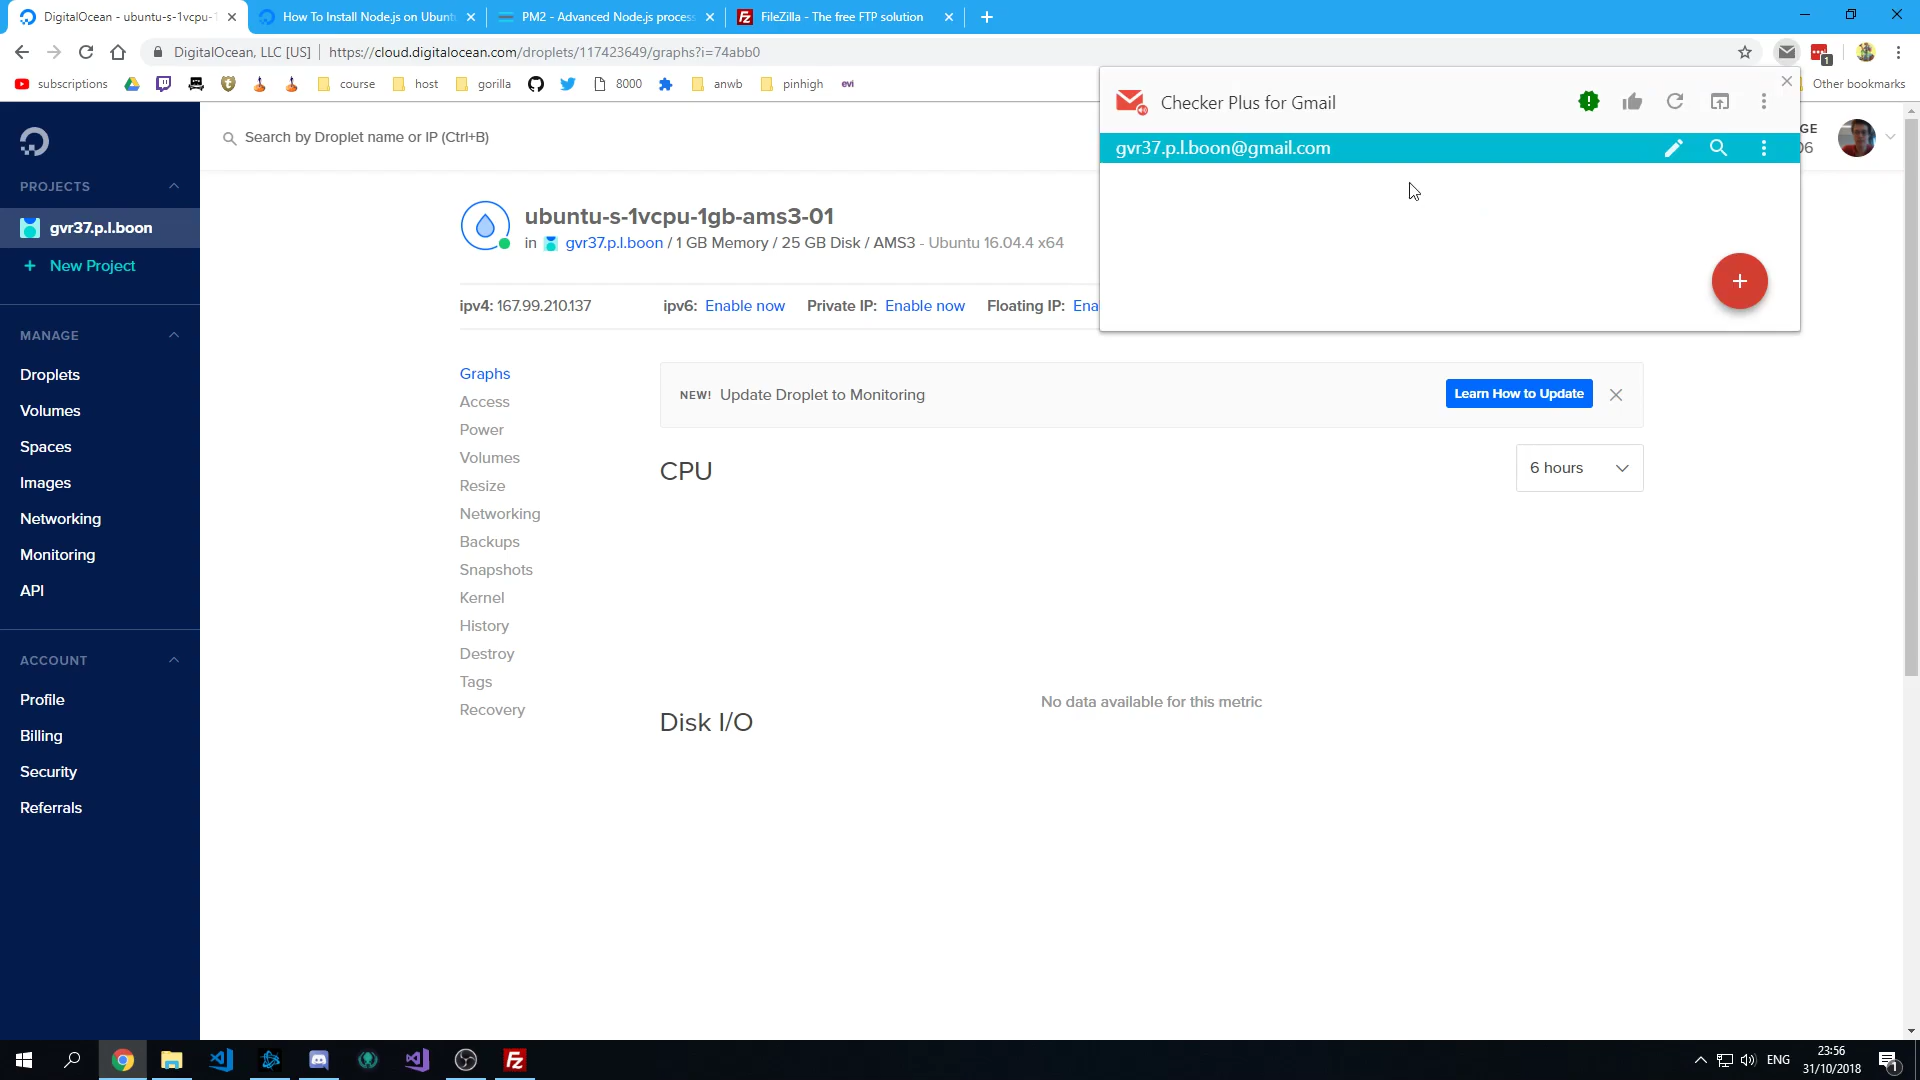 DigitalOcean - ubuntu-s-1vcpu-1
How To Install Node.js on Ubunt
PM2 - Advanced Node.js process
FileZilla - The free FTP solution
DigitalOcean, LLC [US]
https://cloud.digitalocean.com/droplets/117423649/graphs?i=74abb0
1
subscriptions
course
host
gorilla
8000
anwb
pinhigh
evi
Other bookmarks
Checker Plus for Gmail
gvr37.p.l.boon@gmail.com
GE
06
Search by Droplet name or IP (Ctrl+B)
PROJECTS
gvr37.p.l.boon
+ New Project
MANAGE
Droplets
Volumes
Spaces
Images
Networking
Monitoring
API
ACCOUNT
Profile
Billing
Security
Referrals
ubuntu-s-1vcpu-1gb-ams3-01
in gvr37.p.l.boon / 1 GB Memory / 25 GB Disk / AMS3 - Ubuntu 16.04.4 x64
ipv4: 167.99.210.137
ipv6: Enable now
Private IP: Enable now
Floating IP: Ena
Graphs
Access
Power
Volumes
Resize
Networking
Backups
Snapshots
Kernel
History
Destroy
Tags
Recovery
NEW! Update Droplet to Monitoring
Learn How to Update
CPU
6 hours
No data available for this metric
Disk I/O
ENG
23:56
31/10/2018
1